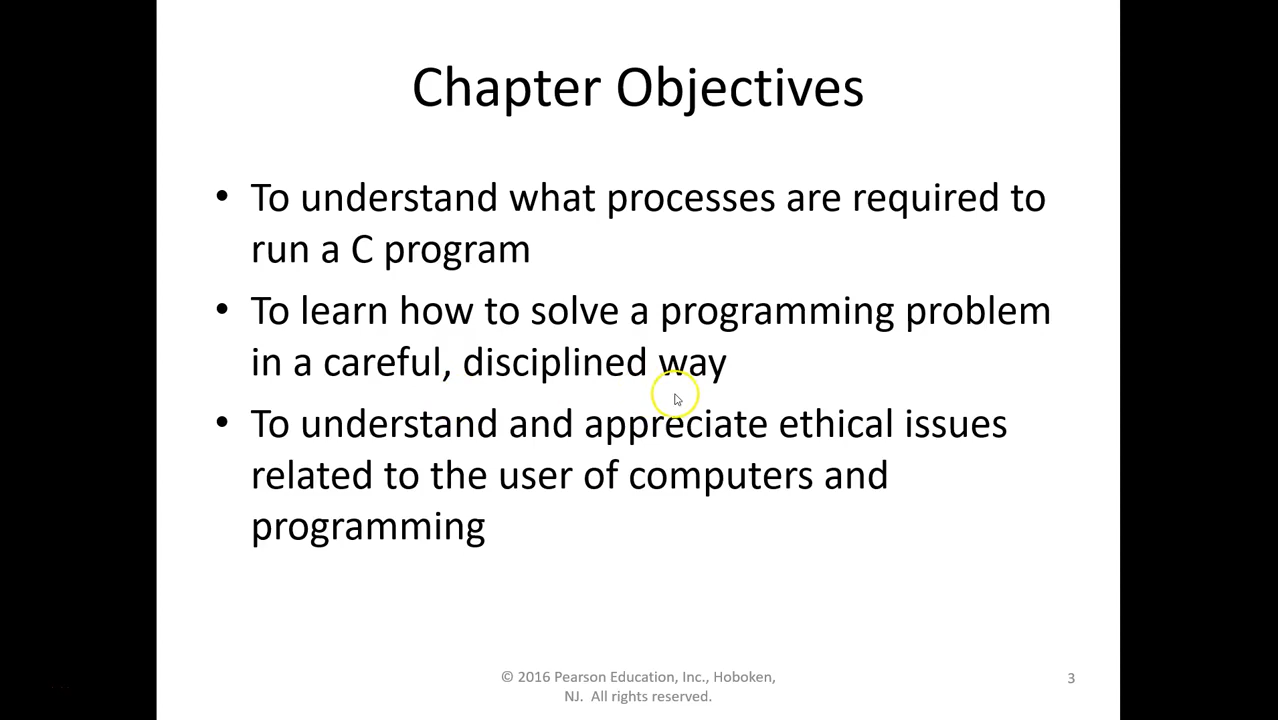 Chapter Objectives
• To understand what processes are required to
run a C program
• To learn how to solve a programming problem
in a careful, disciplined way
• To understand and appreciate ethical issues
related to the user of computers and
programming
© 2016 Pearson Education, Inc., Hoboken,
NJ. All rights reserved.
3